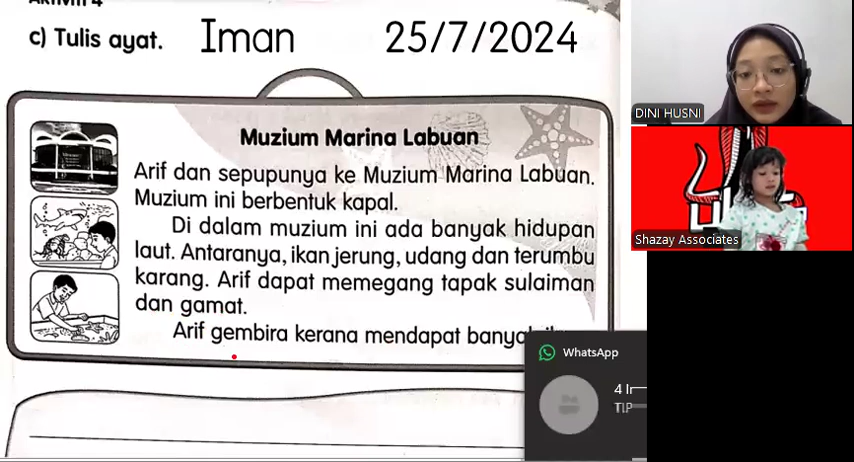 c) Tulis ayat. Iman 25/7/2024
Muzium Marina Labuan
Arif dan sepupunya ke Muzium Marina Labuan.
Muzium ini berbentuk kapal.
Di dalam muzium ini ada banyak hidupan
laut. Antaranya, ikan jerung, udang dan terumbu
karang. Arif dapat memegang tapak sulaiman
dan gamat.
Arif gembira kerana mendapat
WhatsApp
DINI HUSNI
Shazay Associates